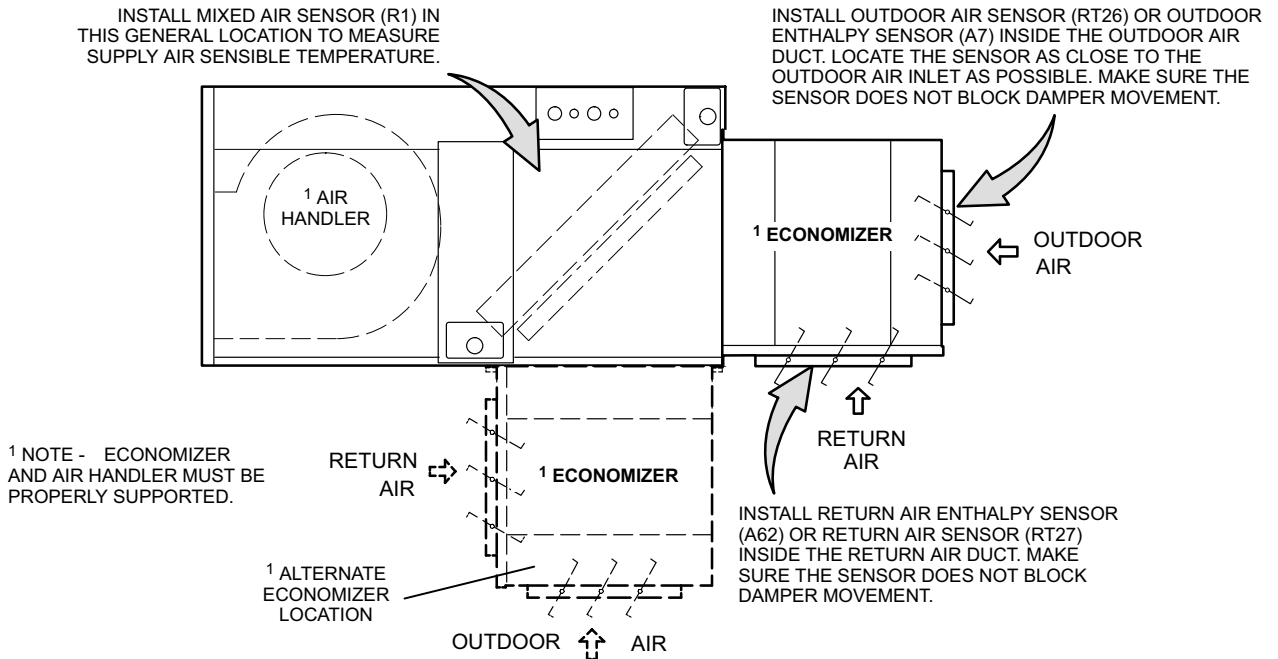 INSTALL MIXED AIR SENSOR (R1) IN
THIS GENERAL LOCATION TO MEASURE
SUPPLY AIR SENSIBLE TEMPERATURE.
INSTALL OUTDOOR AIR SENSOR (RT26) OR OUTDOOR
ENTHALPY SENSOR (A7) INSIDE THE OUTDOOR AIR
DUCT. LOCATE THE SENSOR AS CLOSE TO THE
OUTDOOR AIR INLET AS POSSIBLE. MAKE SURE THE
SENSOR DOES NOT BLOCK DAMPER MOVEMENT.
1 AIR
HANDLER
1 ECONOMIZER
OUTDOOR
AIR
RETURN
AIR
1 NOTE - ECONOMIZER
AND AIR HANDLER MUST BE
PROPERLY SUPPORTED.
RETURN
AIR
1 ECONOMIZER
INSTALL RETURN AIR ENTHALPY SENSOR
(A62) OR RETURN AIR SENSOR (RT27)
INSIDE THE RETURN AIR DUCT. MAKE
SURE THE SENSOR DOES NOT BLOCK
DAMPER MOVEMENT.
1 ALTERNATE
ECONOMIZER
LOCATION
OUTDOOR AIR